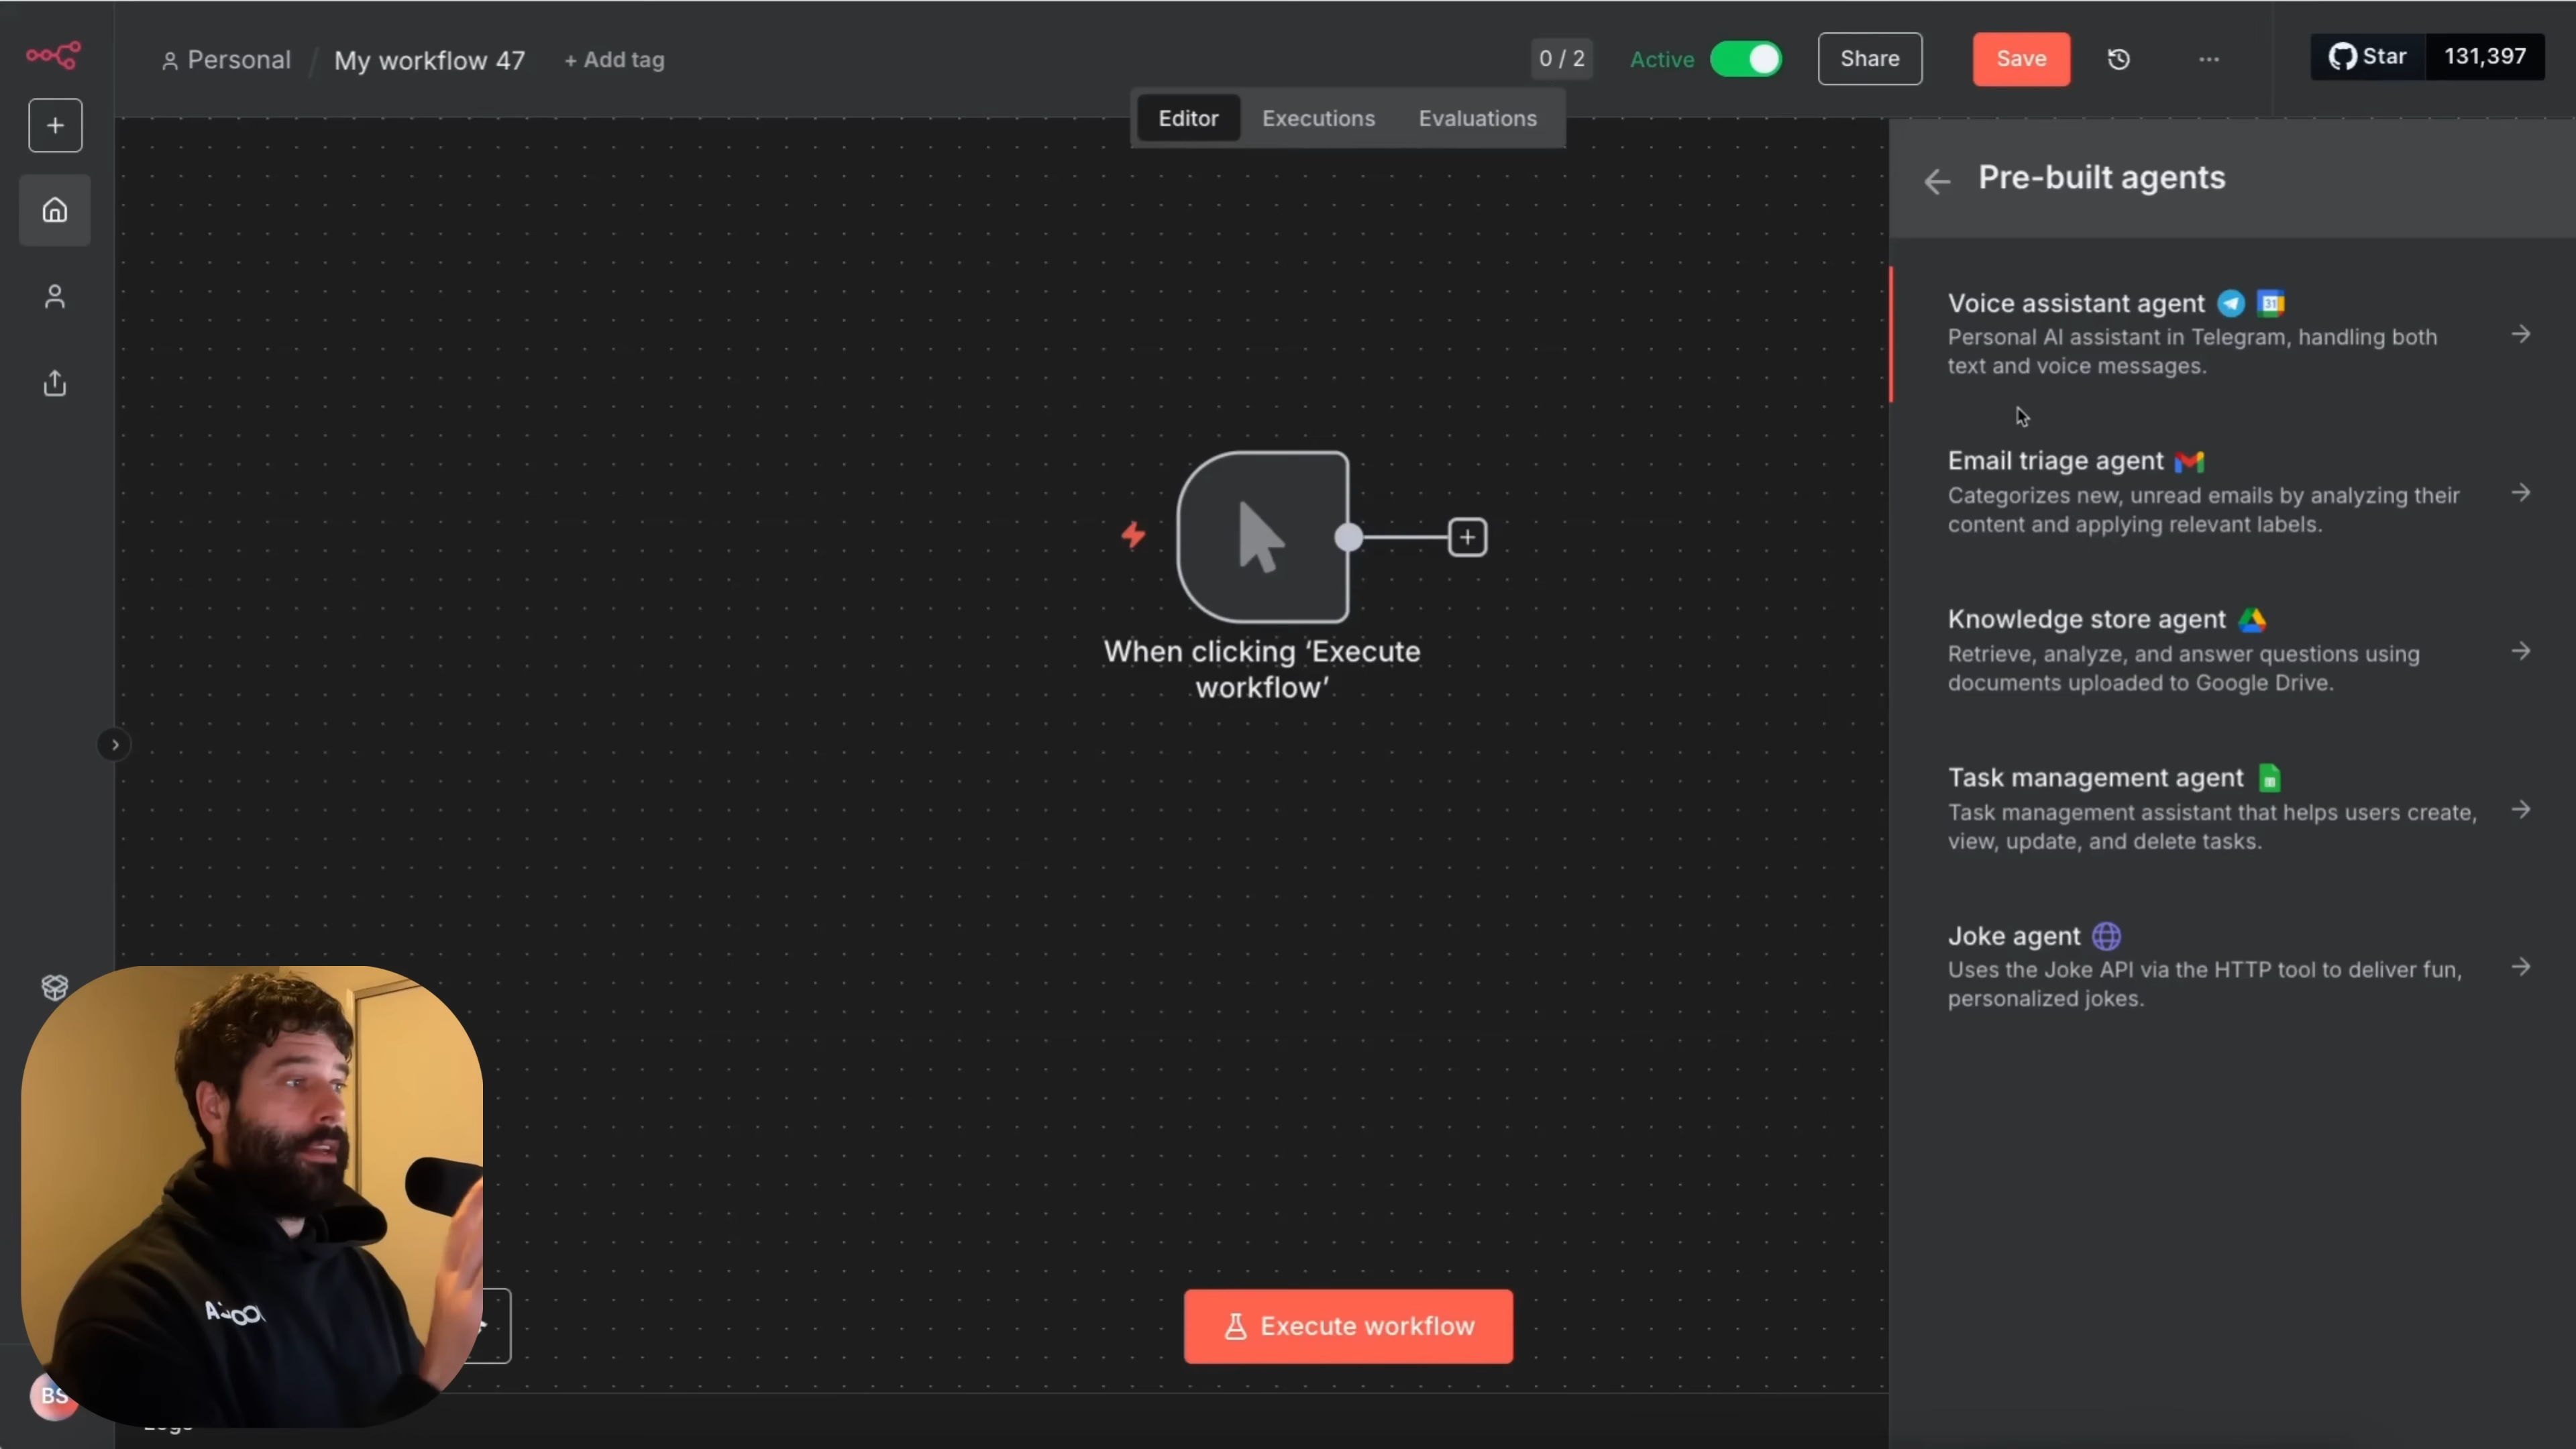 Personal / My workflow 47 + Add tag
0 / 2 Active Share Save ... Star 131,397
Editor Executions Evaluations
Pre-built agents
Voice assistant agent
Personal AI assistant in Telegram, handling both
text and voice messages.
Email triage agent
Categorizes new, unread emails by analyzing their
content and applying relevant labels.
When clicking ‘Execute
workflow’
Knowledge store agent
Retrieve, analyze, and answer questions using
documents uploaded to Google Drive.
Task management agent
Task management assistant that helps users create,
view, update, and delete tasks.
Joke agent
Uses the Joke API via the HTTP tool to deliver fun,
personalized jokes.
Execute workflow
BS
Logs